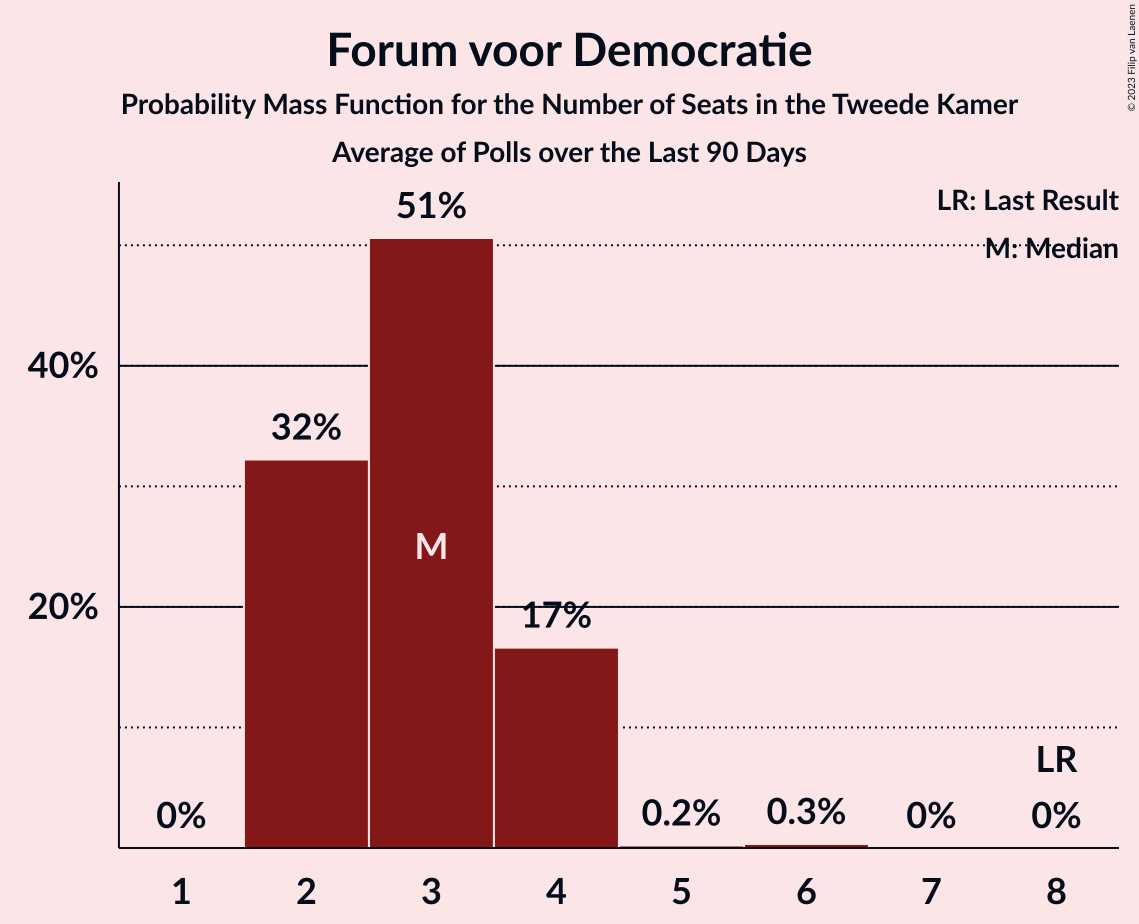 Forum voor Democratie
Probability Mass Function for the Number of Seats in the Tweede Kamer
Average of Polls over the Last 90 Days
© 2023 Filip van Laenen
LR: Last Result
M: Median
51%
40%
32%
M
20%
17%
LR
0%
0.2%
0.3%
0%
0%
1
2
3
4
5
6
7
8